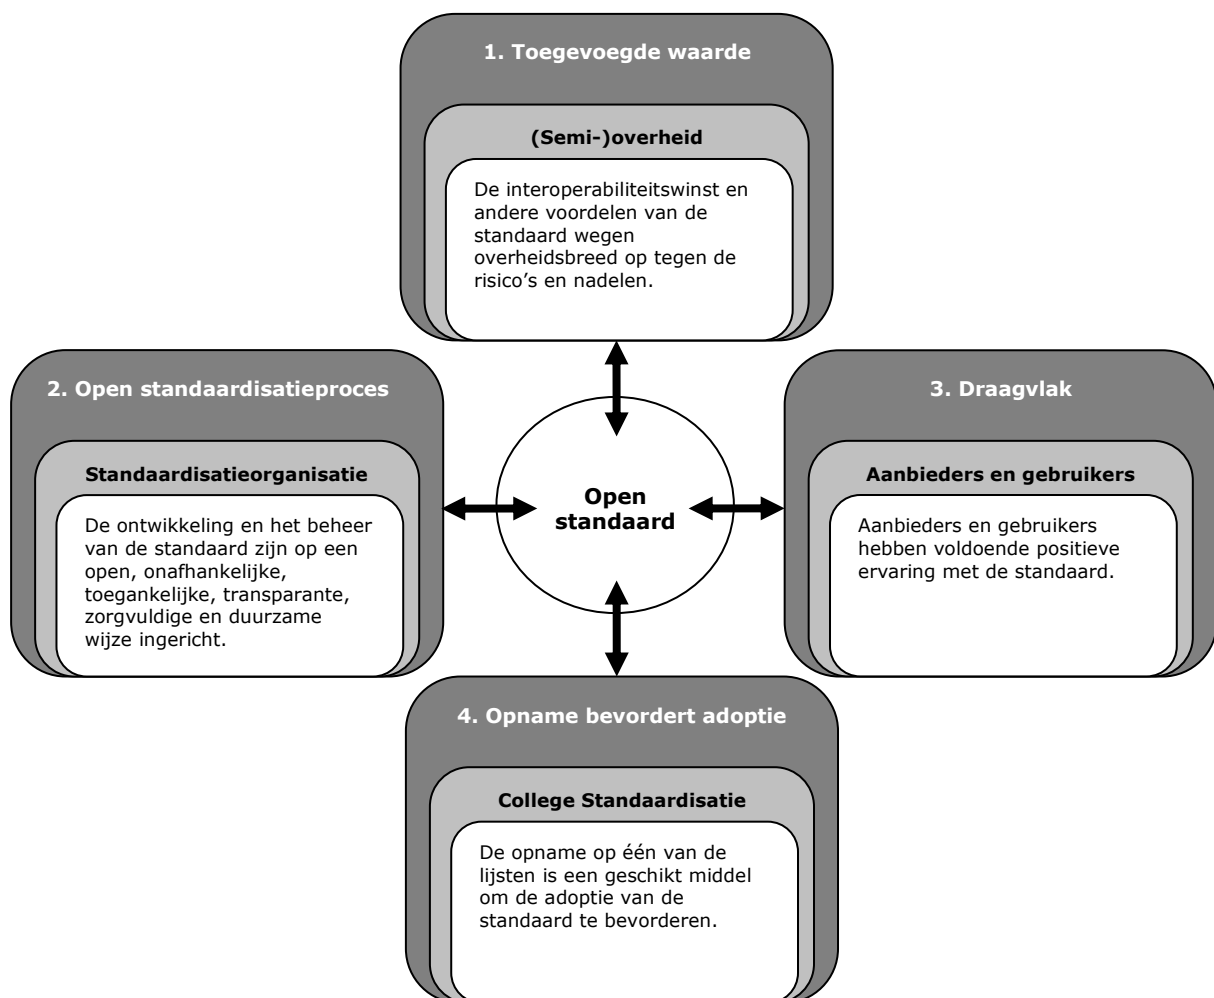 1. Toegevoegde waarde
(Semi-)overheid
De interoperabiliteitswinst en
andere voordelen van de
standaard wegen
overheidsbreed op tegen de
risico’s en nadelen.
2. Open standaardisatieproces
Standaardisatieorganisatie
De ontwikkeling en het beheer
van de standaard zijn op een
open, onafhankelijke,
toegankelijke, transparante,
zorgvuldige en duurzame
wijze ingericht.
Open
standaard
3. Draagvlak
Aanbieders en gebruikers
Aanbieders en gebruikers
hebben voldoende positieve
ervaring met de standaard.
4. Opname bevordert adoptie
College Standaardisatie
De opname op één van de
lijsten is een geschikt middel
om de adoptie van de
standaard te bevorderen.